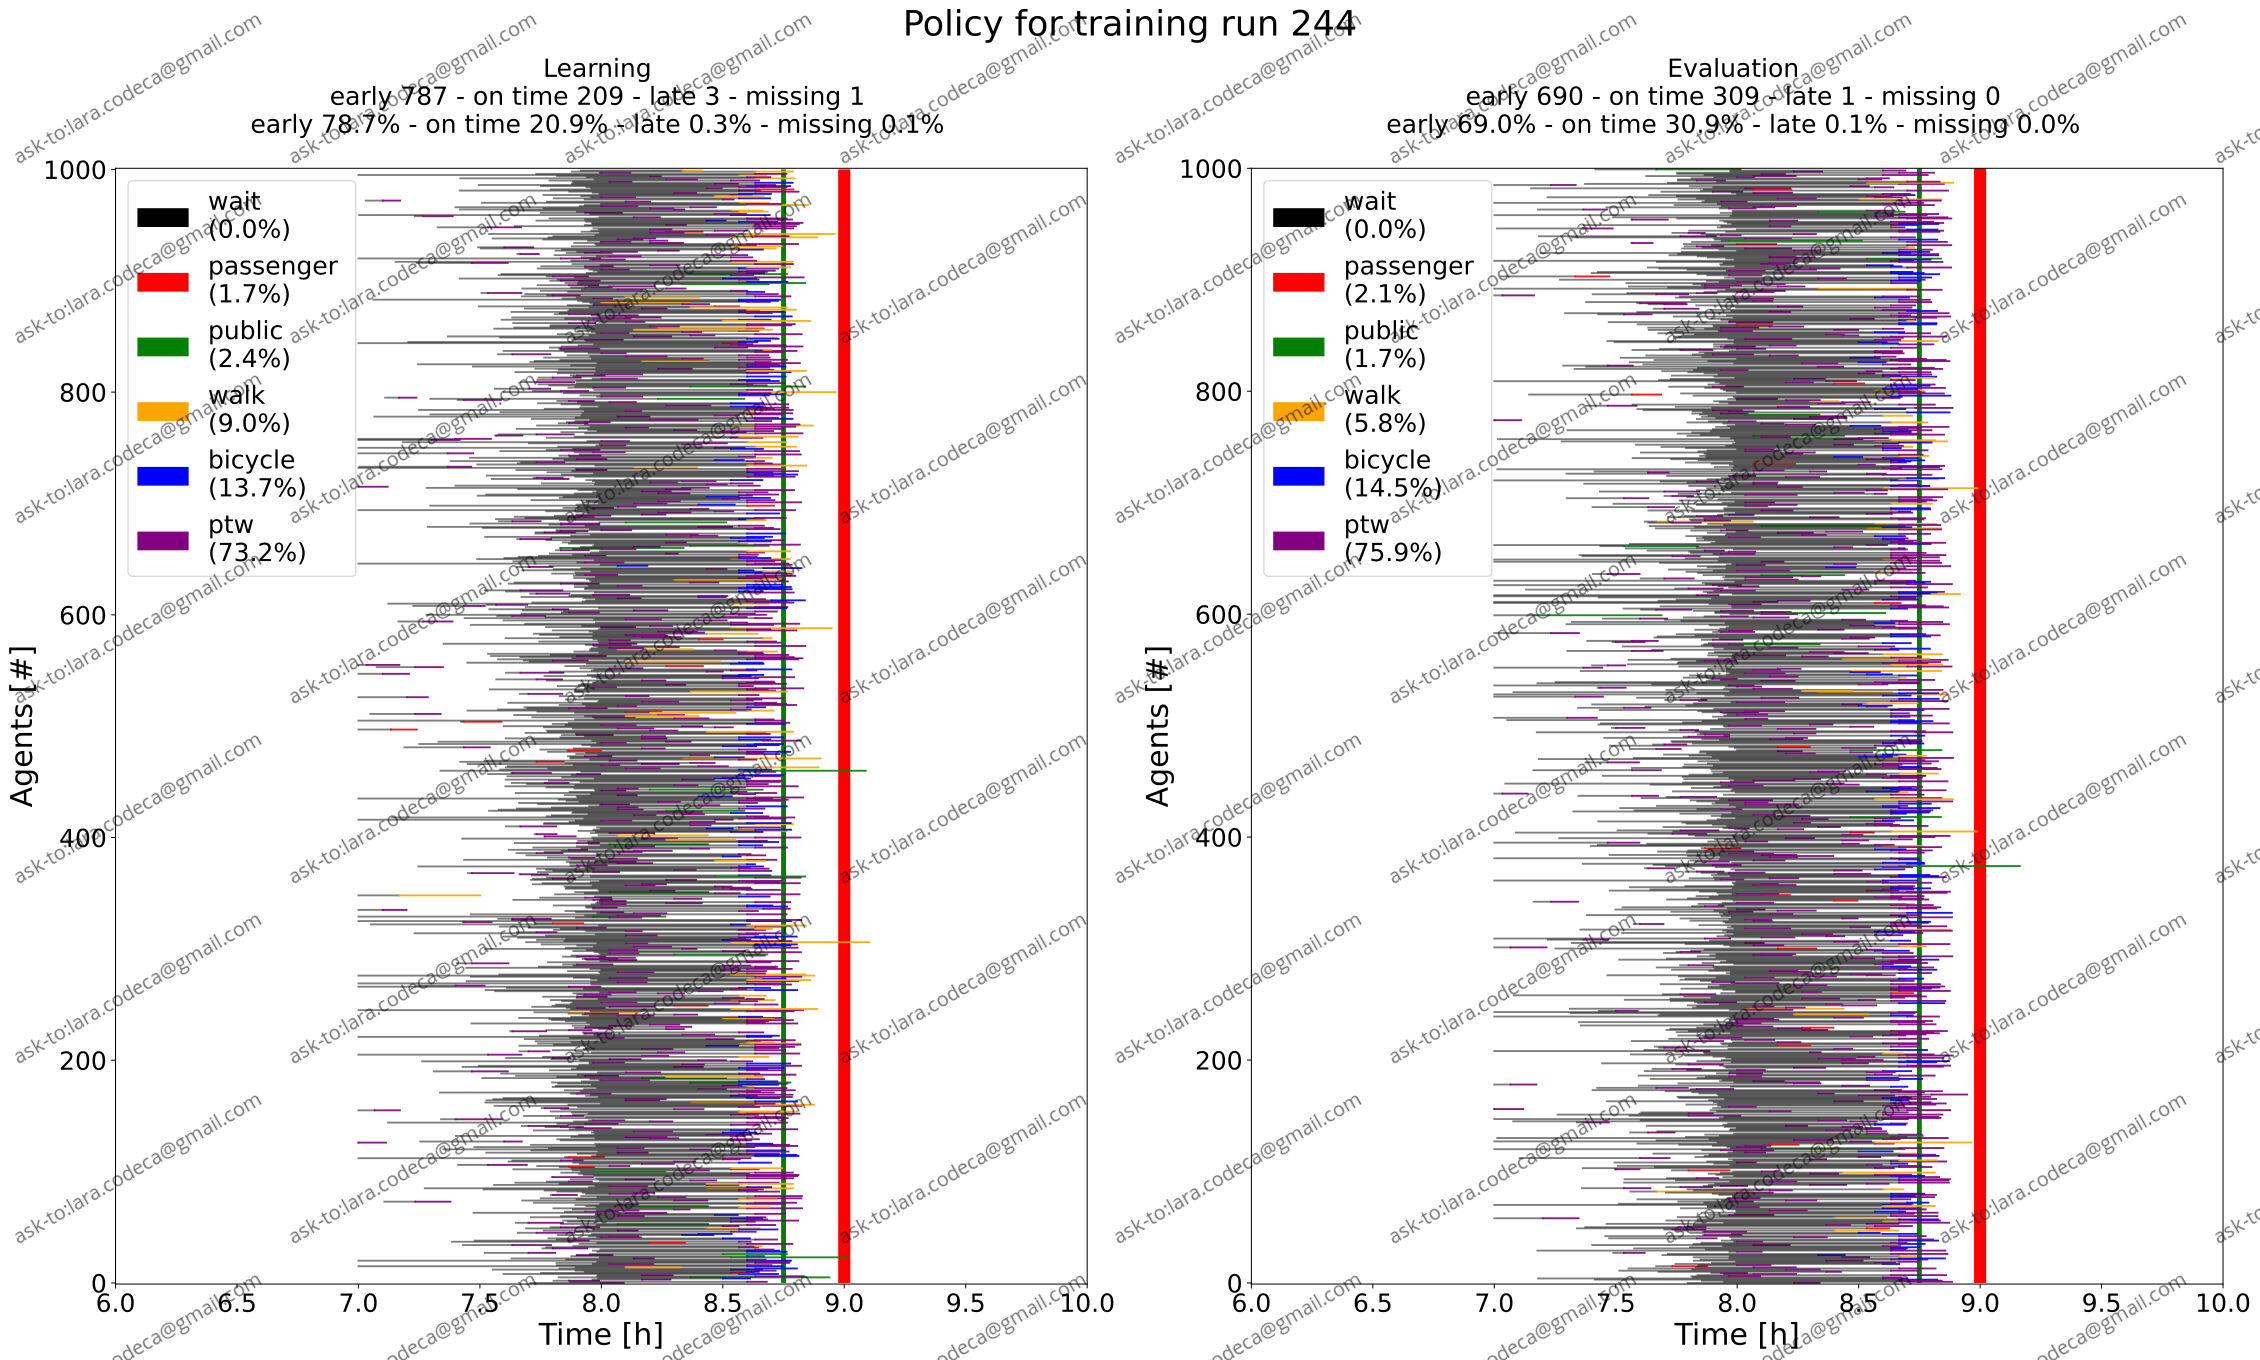 Policy for training run 244
Learning
early 787 - on time 209 - late 3 - missing 1
early 78.7% - on time 20.9% - late 0.3% - missing 0.1%
1000
800
600
400
200
0
Agents [#]
wait
(0.0%)
passenger
(1.7%)
public
(2.4%)
walk
(9.0%)
bicycle
(13.7%)
ptw
(73.2%)
6.0 6.5 7.0 7.5 8.0 8.5 9.0 9.5 10.0
Time [h]
Evaluation
early 690 - on time 309 - late 1 - missing 0
early 69.0% - on time 30.9% - late 0.1% - missing 0.0%
1000
800
600
400
200
0
Agents [#]
wait
(0.0%)
passenger
(2.1%)
public
(1.7%)
walk
(5.8%)
bicycle
(14.5%)
ptw
(75.9%)
6.0 6.5 7.0 7.5 8.0 8.5 9.0 9.5 10.0
Time [h]
ask-to:lara.codeca@gmail.com